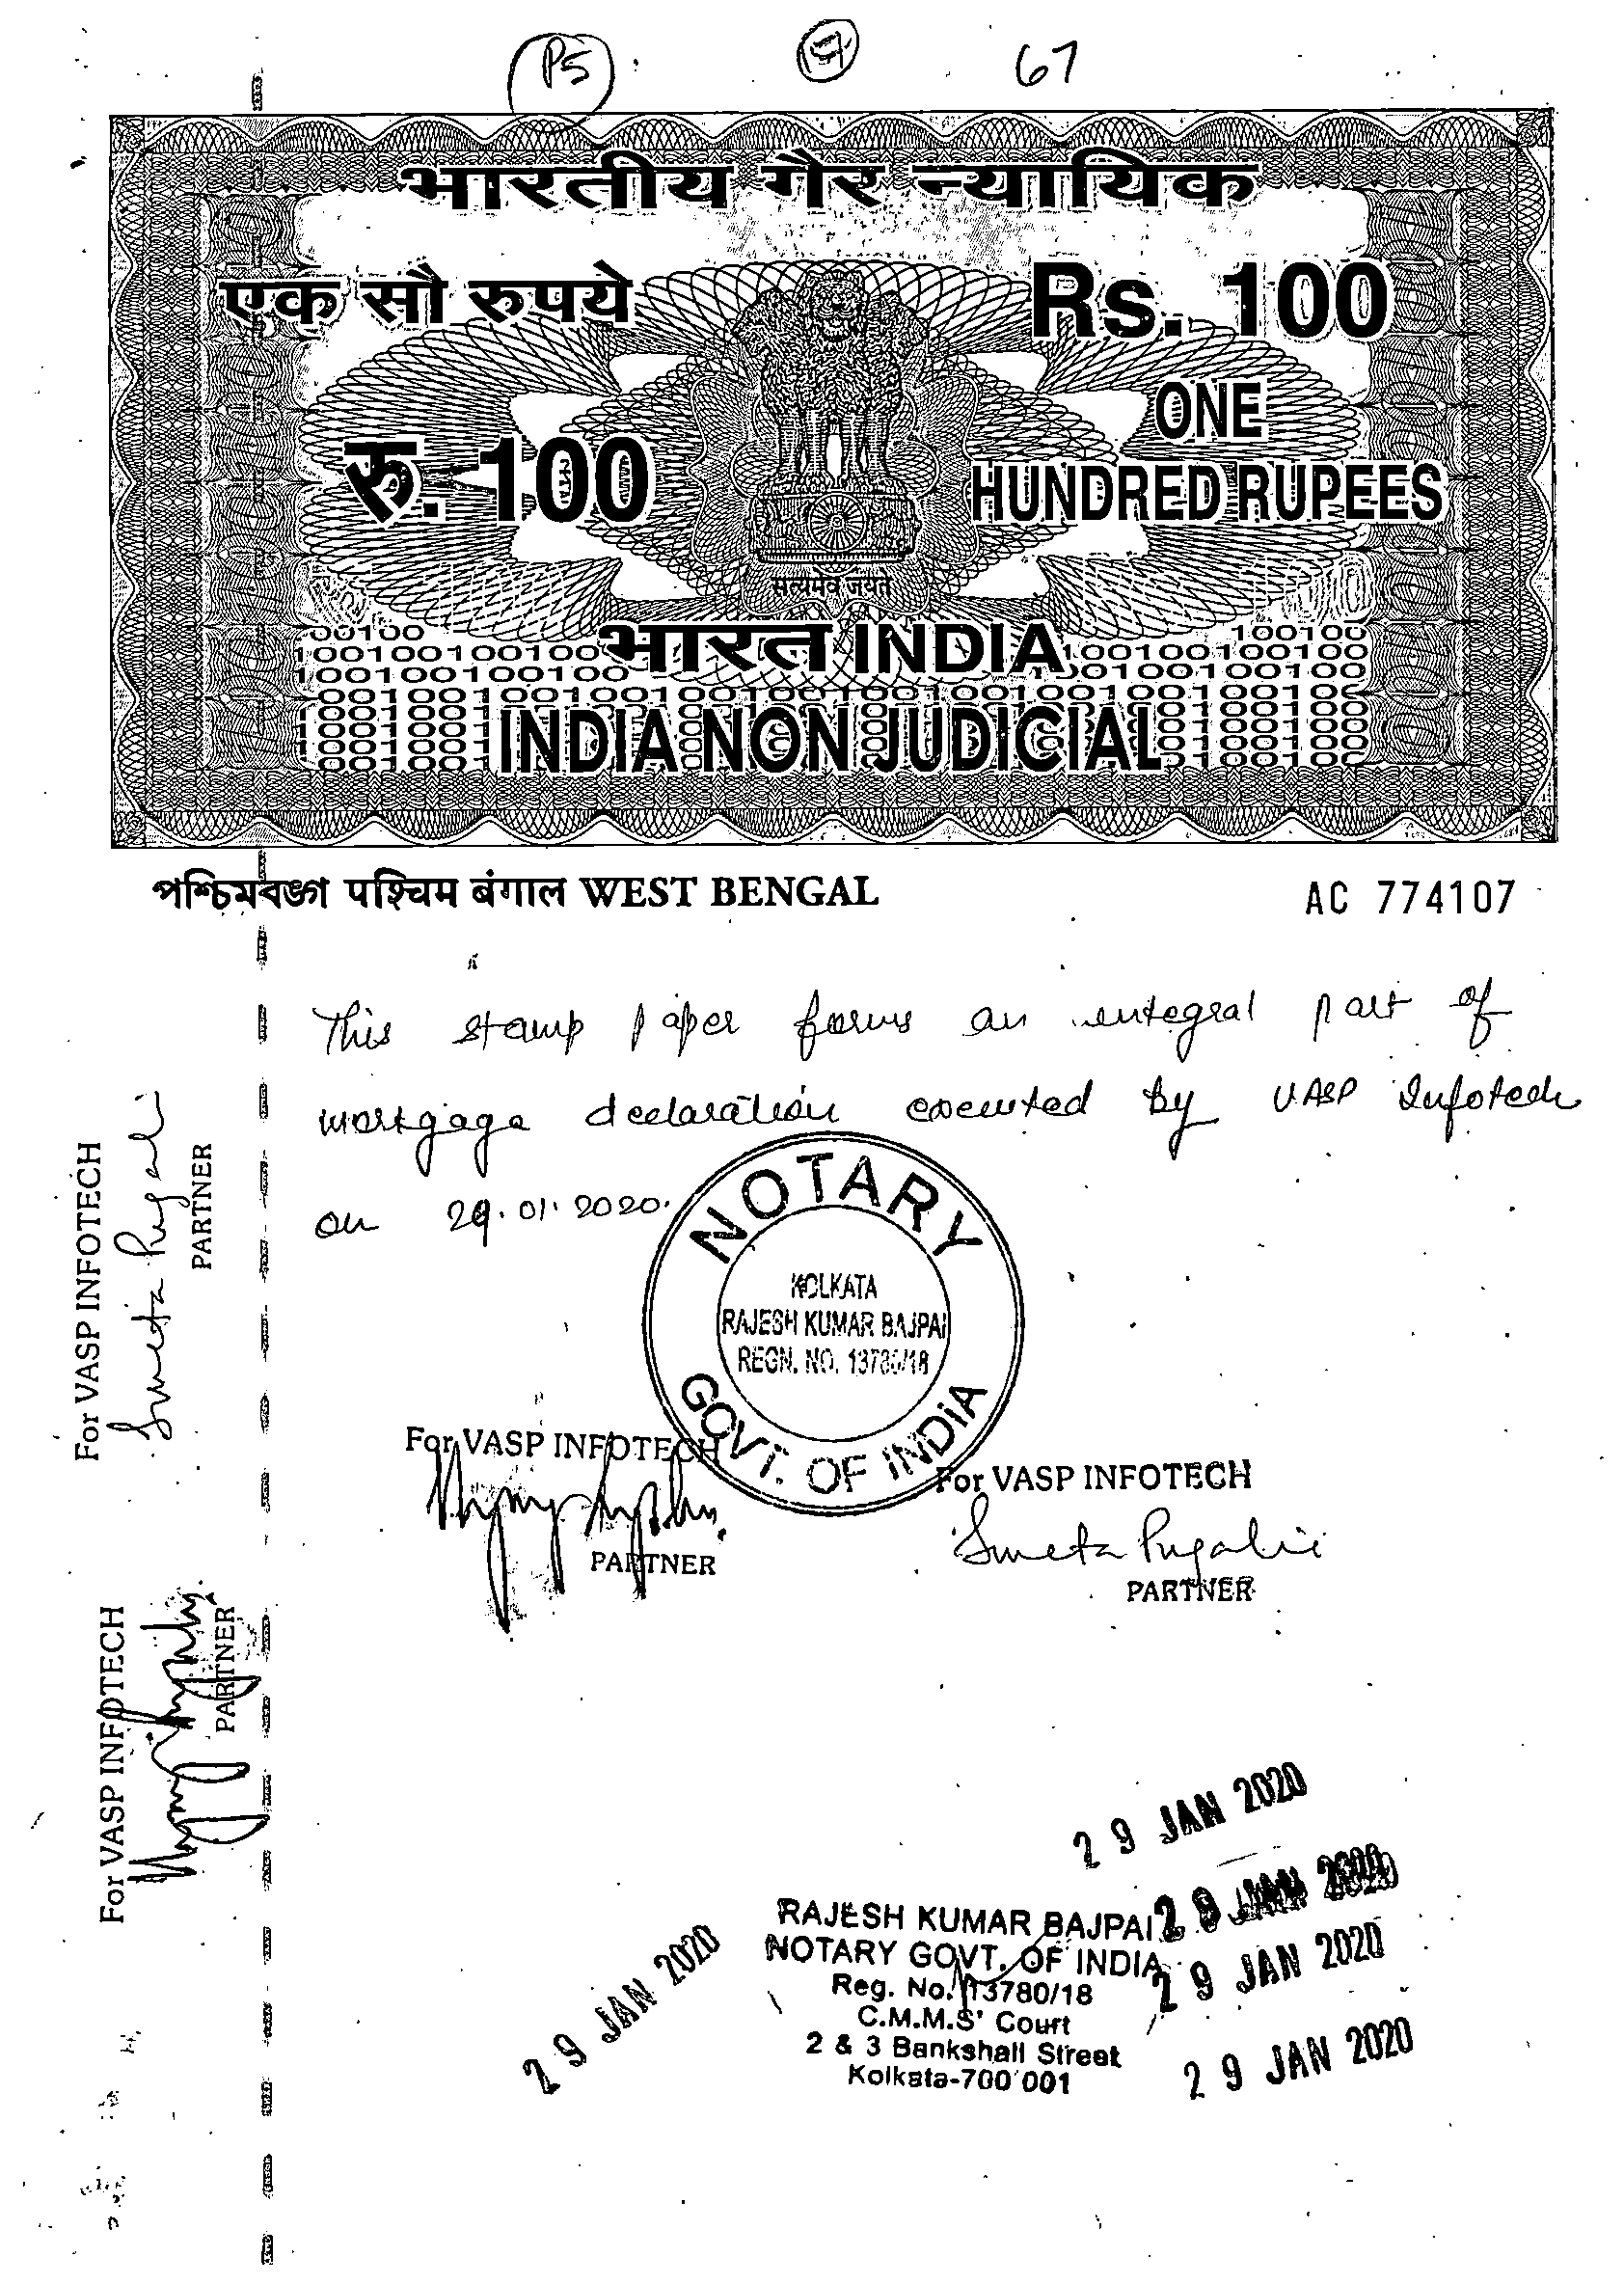 P5 67
भारतीय गैर न्यायिक
एक सौ रुपये Rs. 100
रु. 100 ONE
HUNDRED RUPEES
सत्यमेव जयते
भारत INDIA
INDIA NON JUDICIAL
পশ্চিমবঙ্গ पश्चिम बंगाल WEST BENGAL AC 774107
This stamp paper forms an integral part of
mortgaga declaration executed by VASP Infotech
on 29.01.2020.
NOTARY
KOLKATA
RAJESH KUMAR BAJPAI
REGN. NO. 13780/18
GOVT. OF INDIA
For VASP INFOTECH
PARTNER
For VASP INFOTECH
Sweta Pugalia
PARTNER
For VASP INFOTECH
Sweta Pugalia
PARTNER
For VASP INFOTECH
PARTNER
29 JAN 2020
29 JAN 2020
29 JAN 2020
29 JAN 2020
29 JAN 2020
RAJESH KUMAR BAJPAI
NOTARY GOVT. OF INDIA
Reg. No. 13780/18
C.M.M.S' Court
2 & 3 Bankshall Street
Kolkata-700 001